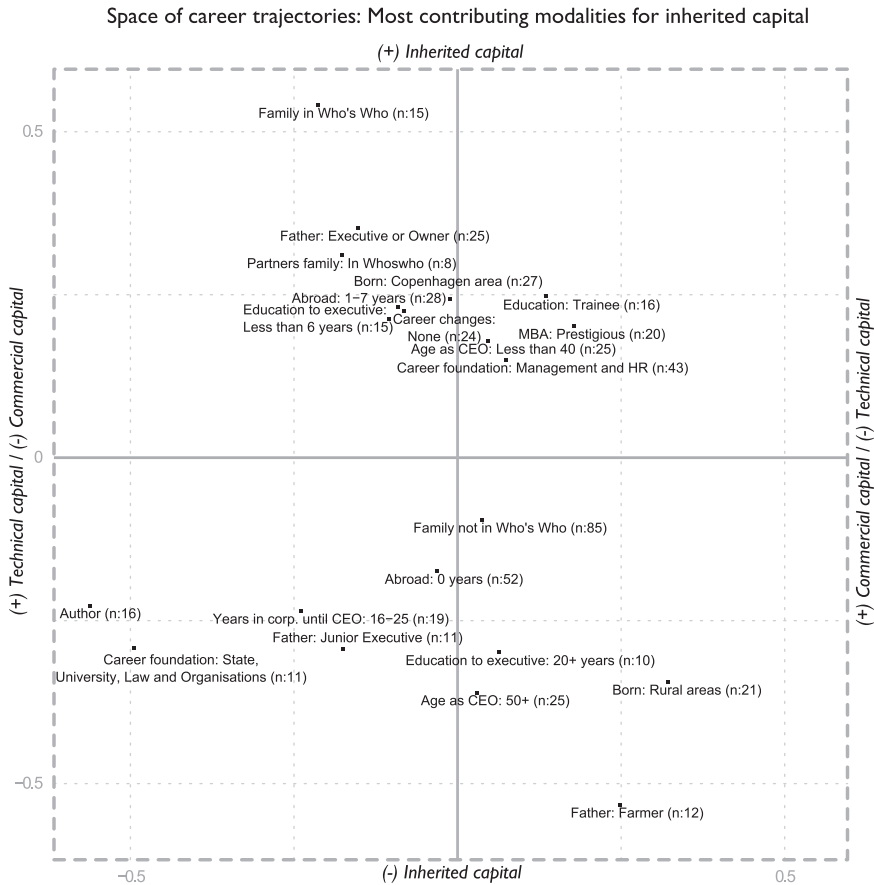 Space of career trajectories: Most contributing modalities for inherited capital
(+) Inherited capital
Family in Who's Who (n:15)
0.5
Father: Executive or Owner (n:25)
Partners family: In Whoswho (n:8)
Born: Copenhagen area (n:27)
Abroad: 1−7 years (n:28)
Education: Trainee (n:16)
Education to executive:
Less than 6 years (n:15)
Career changes:
None (n:24)
MBA: Prestigious (n:20)
Age as CEO: Less than 40 (n:25)
Career foundation: Management and HR (n:43)
(+) Technical capital / (-) Commercial capital
(+) Commercial capital / (-) Technical capital
0
Family not in Who's Who (n:85)
Abroad: 0 years (n:52)
Author (n:16)
Years in corp. until CEO: 16−25 (n:19)
Father: Junior Executive (n:11)
Career foundation: State,
University, Law and Organisations (n:11)
Education to executive: 20+ years (n:10)
Born: Rural areas (n:21)
Age as CEO: 50+ (n:25)
−0.5
Father: Farmer (n:12)
−0.5
(-) Inherited capital
0.5